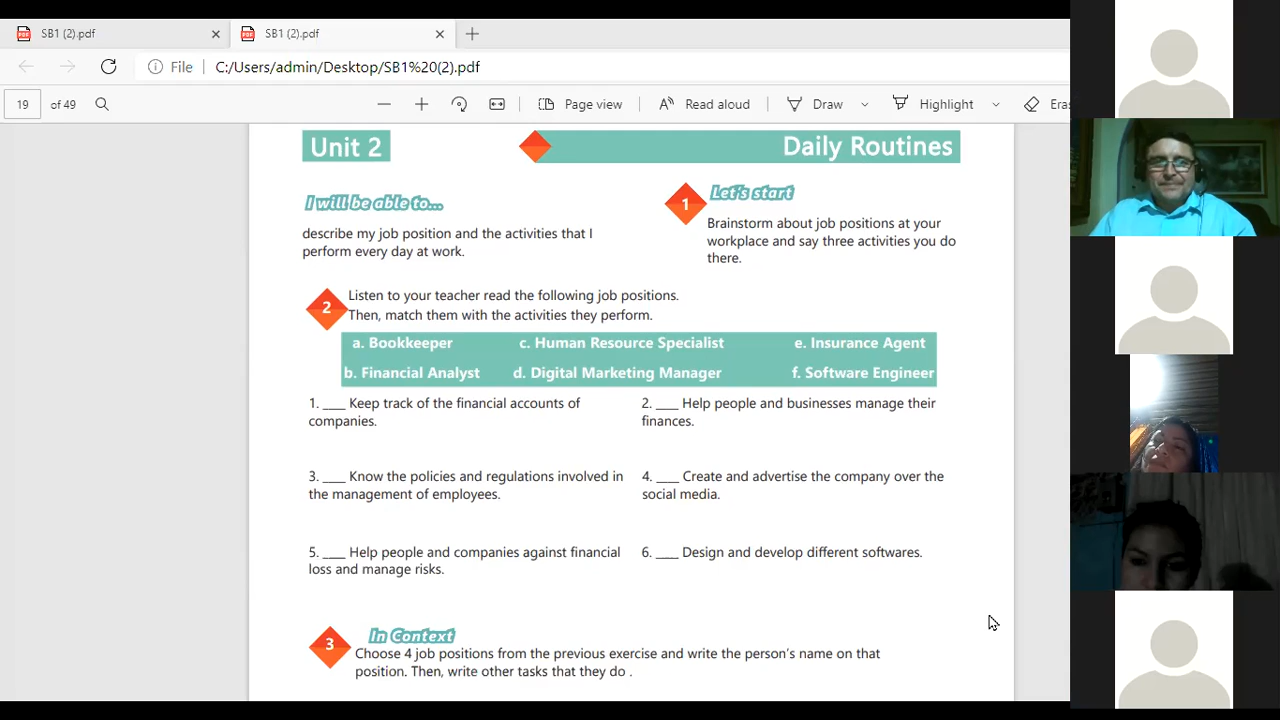 SB1 (2).pdf
SB1 (2).pdf
File C:/Users/admin/Desktop/SB1%20(2).pdf
19 of 49 Page view Read aloud Draw Highlight
Unit 2
Daily Routines
I will be able to...
describe my job position and the activities that I
perform every day at work.
1
Let's start
Brainstorm about job positions at your
workplace and say three activities you do
there.
2
Listen to your teacher read the following job positions.
Then, match them with the activities they perform.
a. Bookkeeper c. Human Resource Specialist e. Insurance Agent
b. Financial Analyst d. Digital Marketing Manager f. Software Engineer
1. ___ Keep track of the financial accounts of
companies.
2. ___ Help people and businesses manage their
finances.
3. ___ Know the policies and regulations involved in
the management of employees.
4. ___ Create and advertise the company over the
social media.
5. ___ Help people and companies against financial
loss and manage risks.
6. ___ Design and develop different softwares.
3
In Context
Choose 4 job positions from the previous exercise and write the person's name on that
position. Then, write other tasks that they do .